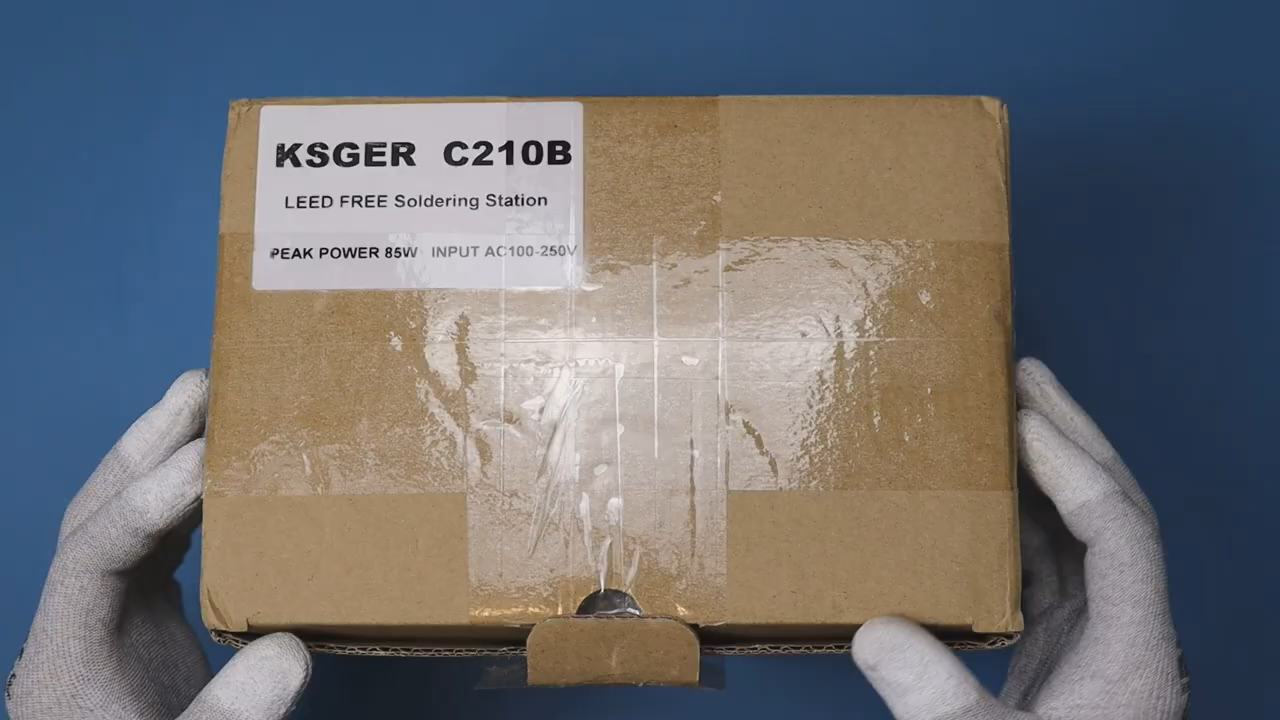 KSGER C210B
LEED FREE Soldering Station
PEAK POWER 85W INPUT AC100-250V